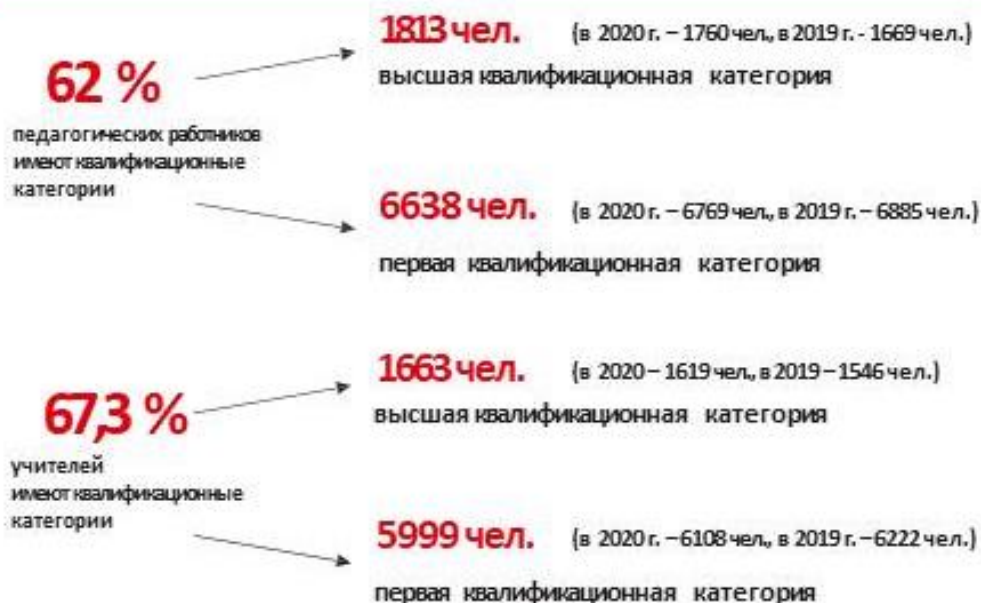 62 %
педагогических работников
имеют квалификационные
категории
1813 чел. (в 2020 г. – 1760 чел., в 2019 г. - 1669 чел.)
высшая квалификационная категория
6638 чел. (в 2020 г. – 6769 чел., в 2019 г. – 6885 чел.)
первая квалификационная категория
67,3 %
учителей
имеют квалификационные
категории
1663 чел. (в 2020 – 1619 чел., в 2019 – 1546 чел.)
высшая квалификационная категория
5999 чел. (в 2020 г. – 6108 чел., в 2019 г. – 6222 чел.)
первая квалификационная категория